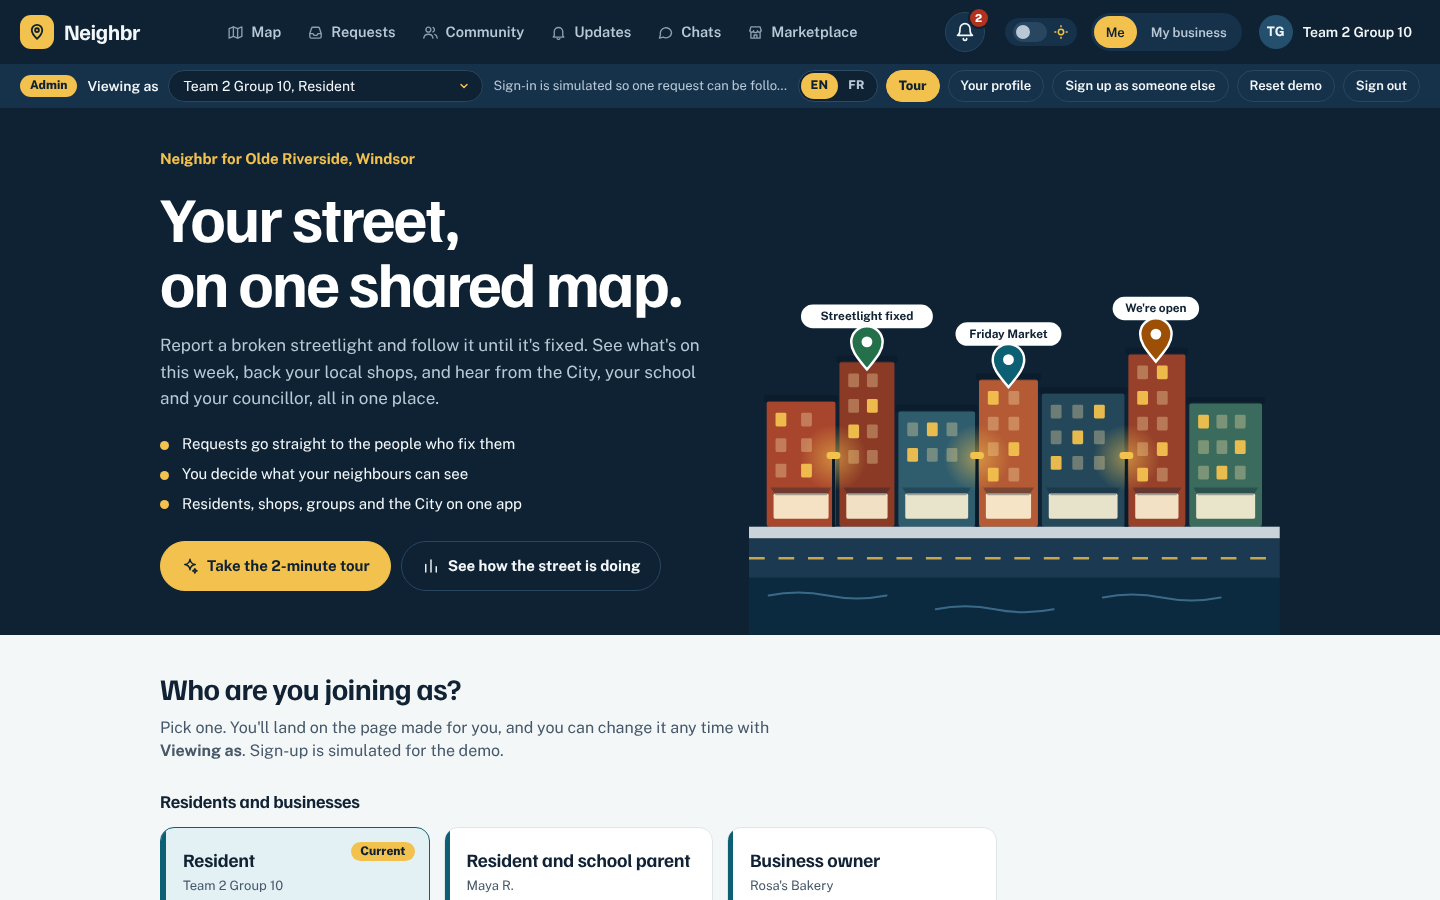 Neighbr
Map
Requests
Community
Updates
Chats
Marketplace
2
Me
My business
TG
Team 2 Group 10
Admin
Viewing as
Team 2 Group 10, Resident
Sign-in is simulated so one request can be follo...
EN
FR
Tour
Your profile
Sign up as someone else
Reset demo
Sign out
Neighbr for Olde Riverside, Windsor
Your street,
on one shared map.
Report a broken streetlight and follow it until it's fixed. See what's on
this week, back your local shops, and hear from the City, your school
and your councillor, all in one place.
Requests go straight to the people who fix them
You decide what your neighbours can see
Residents, shops, groups and the City on one app
Take the 2-minute tour
See how the street is doing
Streetlight fixed
Friday Market
We're open
Who are you joining as?
Pick one. You'll land on the page made for you, and you can change it any time with
Viewing as. Sign-up is simulated for the demo.
Residents and businesses
Resident
Current
Team 2 Group 10
Resident and school parent
Maya R.
Business owner
Rosa's Bakery